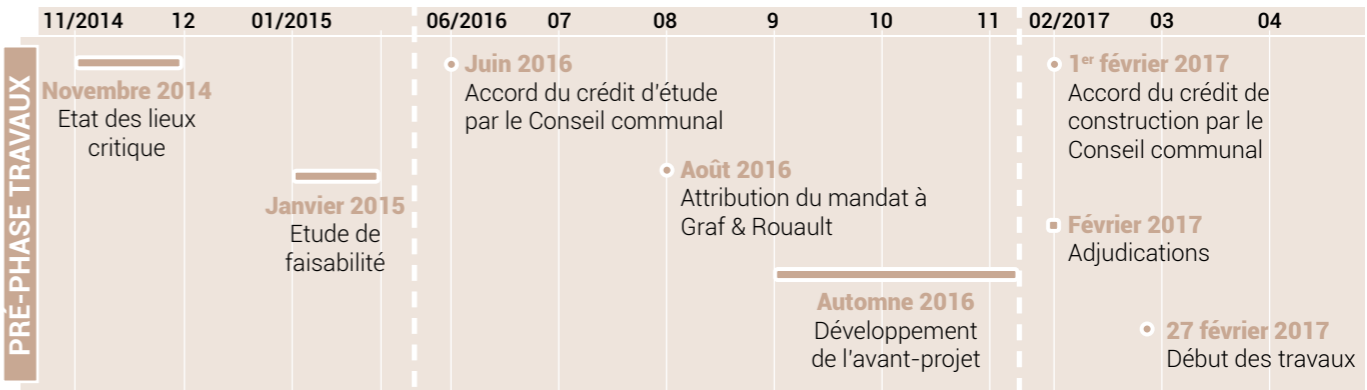 11/2014 12 01/2015 06/2016 07 08 9 10 11 02/2017 03 04
PRÉ-PHASE TRAVAUX
Novembre 2014
Etat des lieux
critique
Janvier 2015
Etude de
faisabilité
Juin 2016
Accord du crédit d'étude
par le Conseil communal
Août 2016
Attribution du mandat à
Graf & Rouault
Automne 2016
Développement
de l'avant-projet
1er février 2017
Accord du crédit de
construction par le
Conseil communal
Février 2017
Adjudications
27 février 2017
Début des travaux